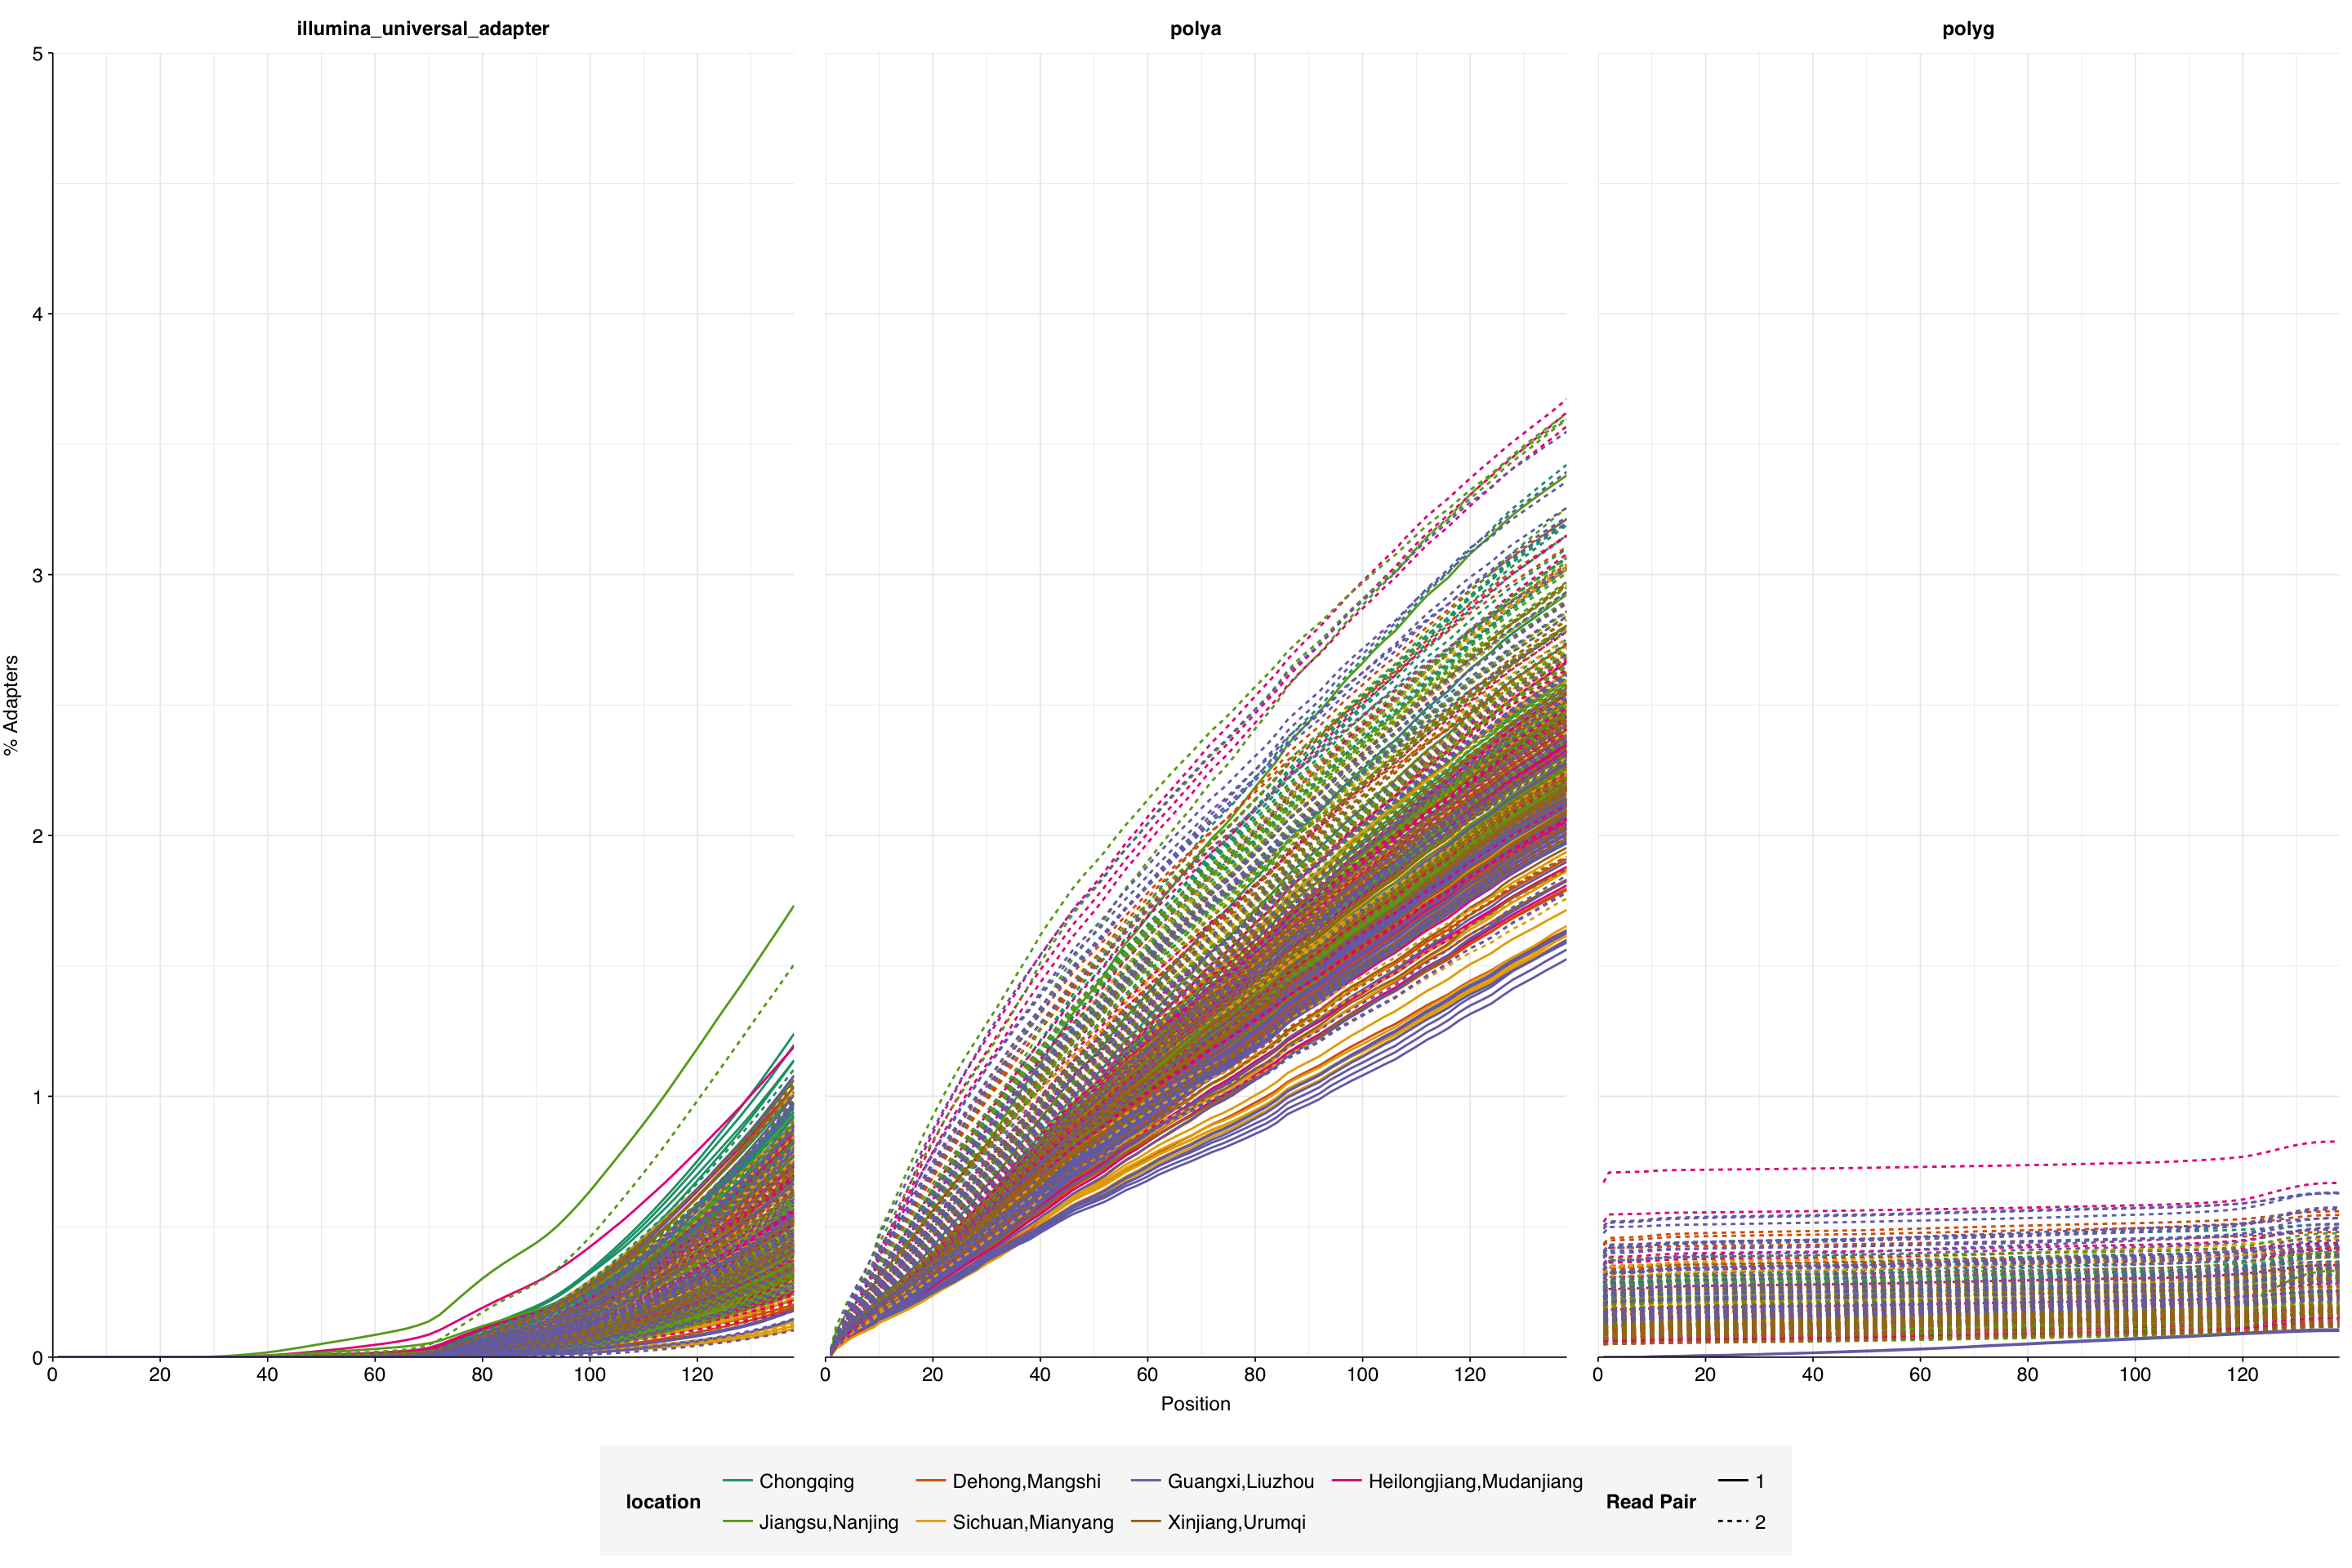 illumina_universal_adapter polya polyg
5
4
3
2
1
0
% Adapters
0 20 40 60 80 100 120 0 20 40 60 80 100 120 0 20 40 60 80 100 120
Position
location Chongqing Dehong,Mangshi Guangxi,Liuzhou Heilongjiang,Mudanjiang
Jiangsu,Nanjing Sichuan,Mianyang Xinjiang,Urumqi
Read Pair 1
2